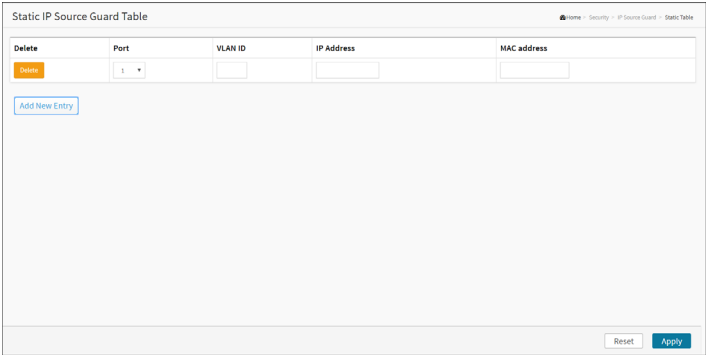 Static IP Source Guard Table
Home > Security > IP Source Guard > Static Table
Delete Port VLAN ID IP Address MAC address
Delete 1
Add New Entry
Reset Apply